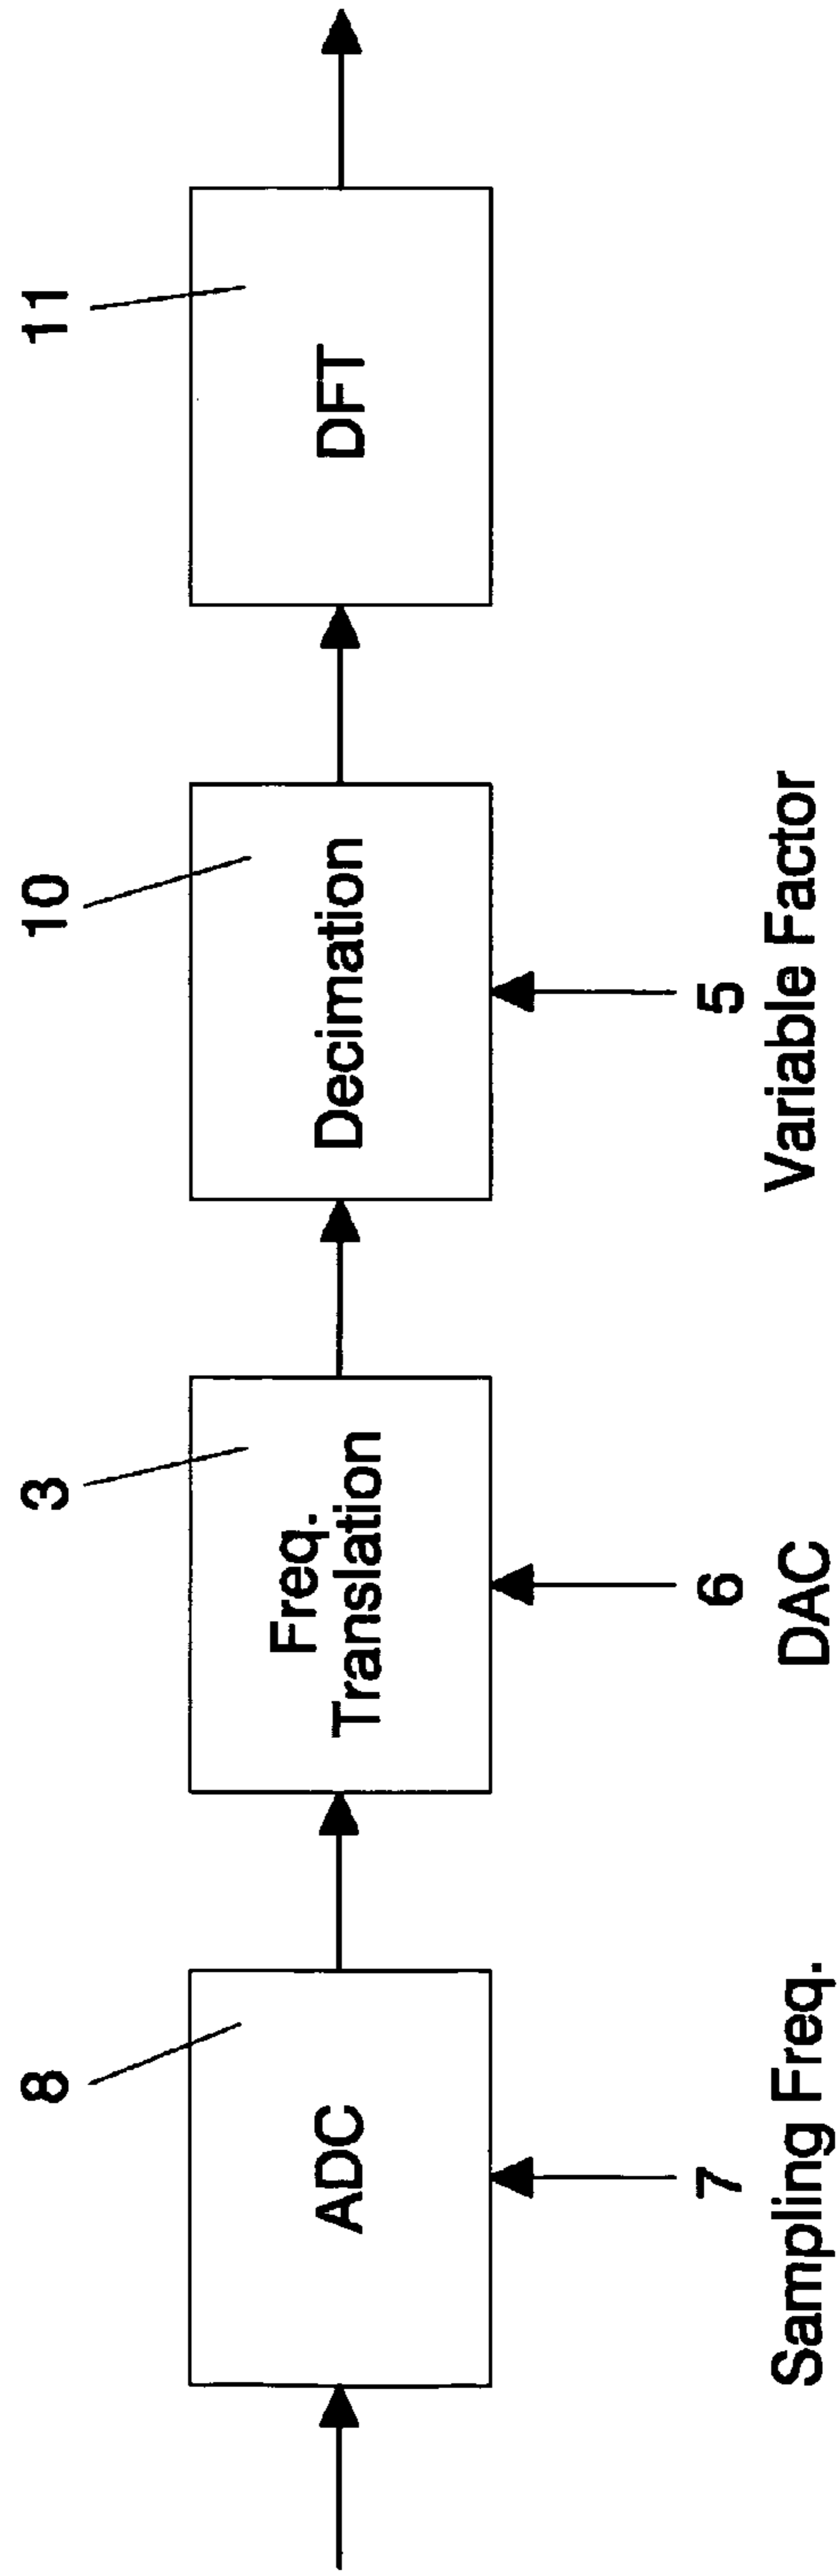 8
3
10
11
ADC
Freq.
Translation
Decimation
DFT
7
6
5
Sampling Freq.
DAC
Variable Factor